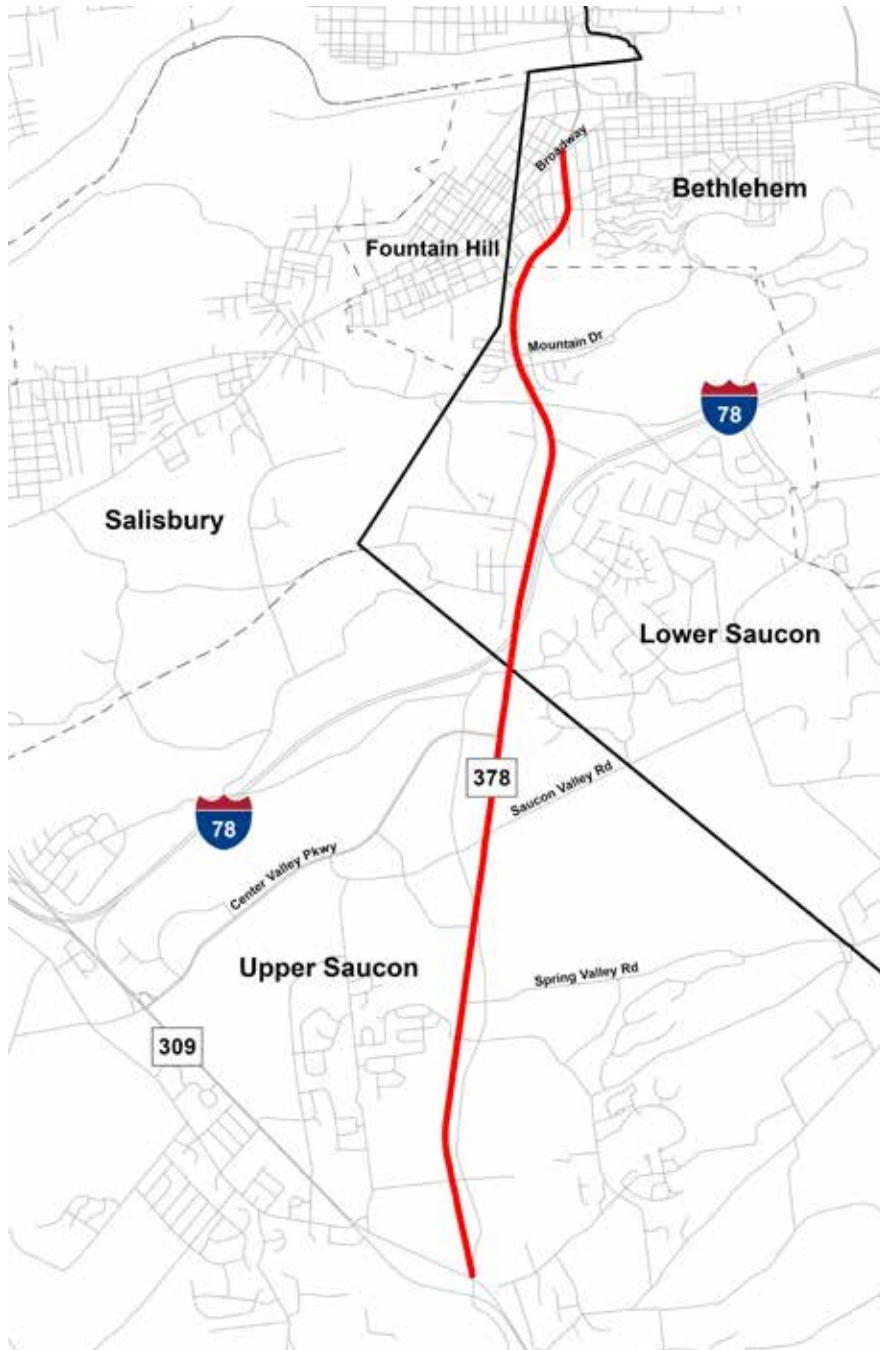 Broadway
Bethlehem
Fountain Hill
Mountain Dr
78
Salisbury
Lower Saucon
378
Saucon Valley Rd
78
Center Valley Pkwy
Upper Saucon
Spring Valley Rd
309